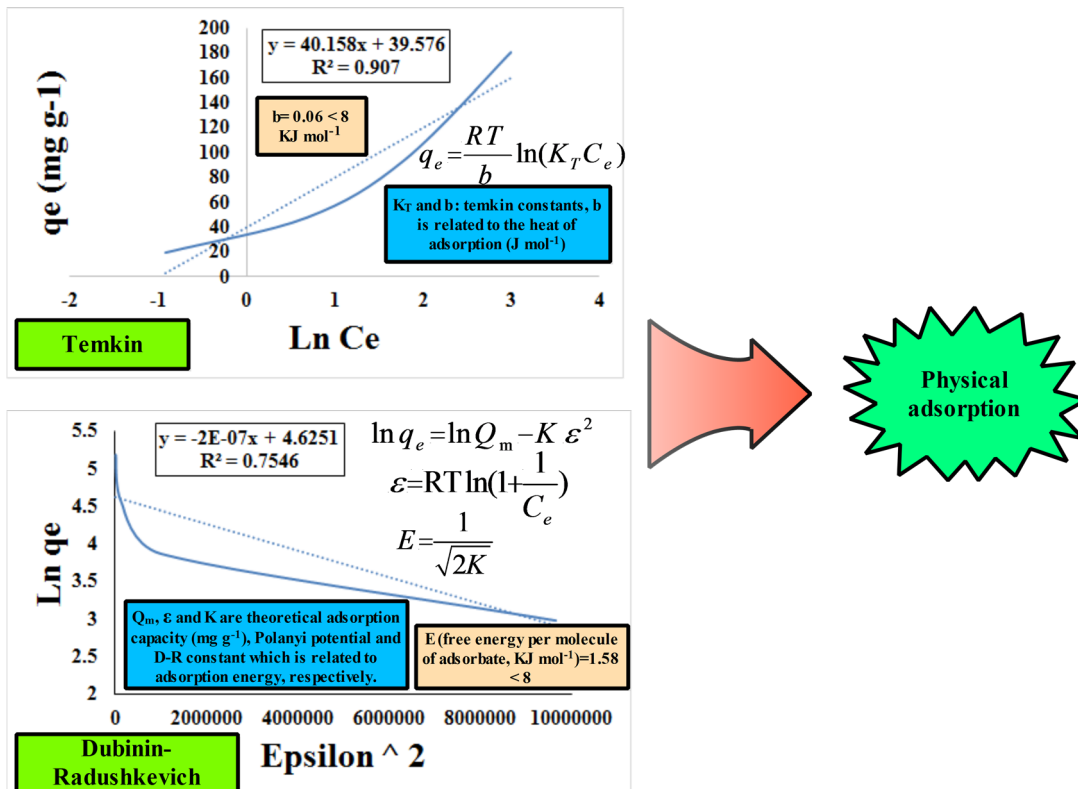 200
180
160
140
120
100
80
60
40
20
0
qe (mg g-1)
y = 40.158x + 39.576
R² = 0.907
b= 0.06 < 8
KJ mol⁻¹
qₑ = RT/b ln(K_T Cₑ)
K_T and b: temkin constants, b
is related to the heat of
adsorption (J mol⁻¹)
-2 -1 0 1 2 3 4
Ln Ce
Temkin
Physical
adsorption
5.5
5
4.5
4
3.5
3
2.5
2
Ln qe
y = -2E-07x + 4.6251
R² = 0.7546
ln qₑ = ln Qₘ − K ε²
ε = RT ln(1+ 1/Cₑ)
E = 1/√2K
Qₘ, ε and K are theoretical adsorption
capacity (mg g⁻¹), Polanyi potential and
D-R constant which is related to
adsorption energy, respectively.
E (free energy per molecule
of adsorbate, KJ mol⁻¹)=1.58
< 8
0 2000000 4000000 6000000 8000000 10000000
Epsilon ^ 2
Dubinin-
Radushkevich